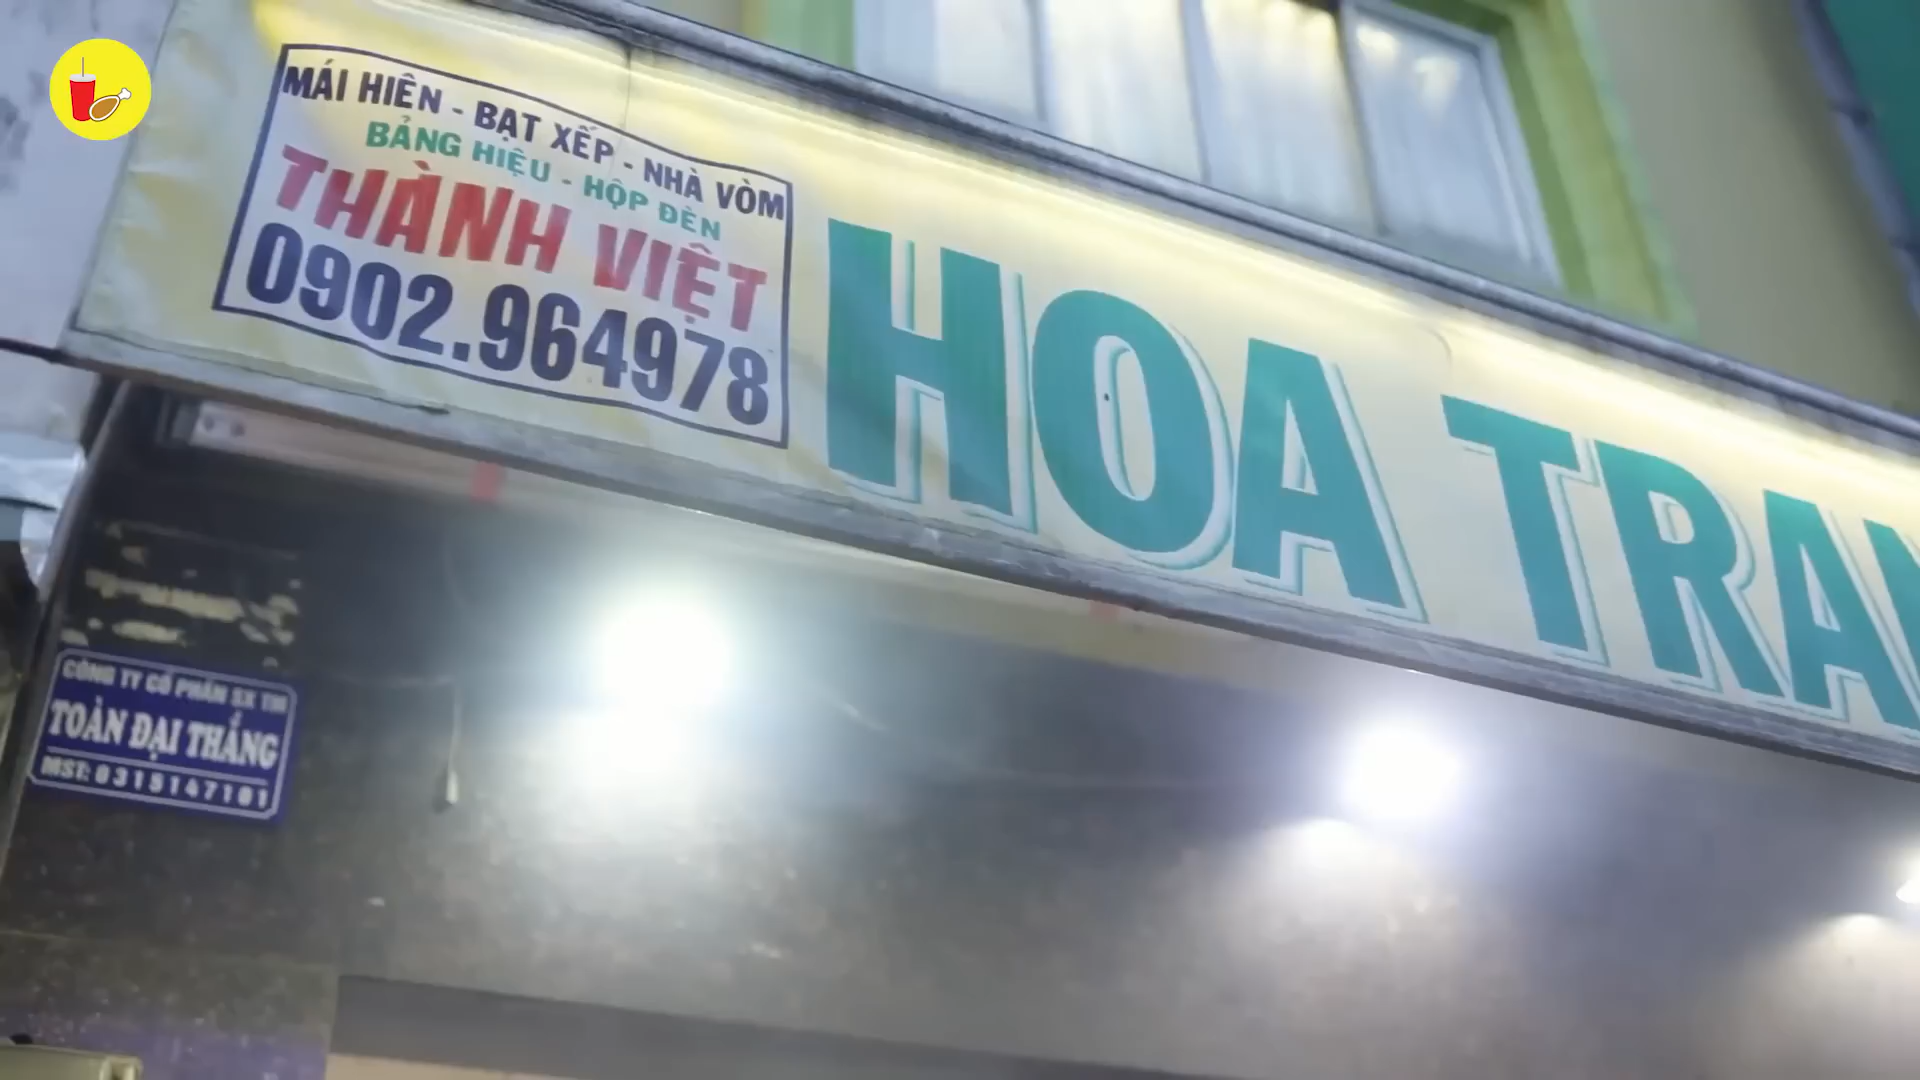 MÁI HIÊN - BẠT XẾP - NHÀ VÒM
BẢNG HIỆU - HỘP ĐÈN
THÀNH VIỆT
0902.964978
HOA TRA
CÔNG TY CỔ PHẦN SX TM
TOÀN ĐẠI THẮNG
MST: 0315147101